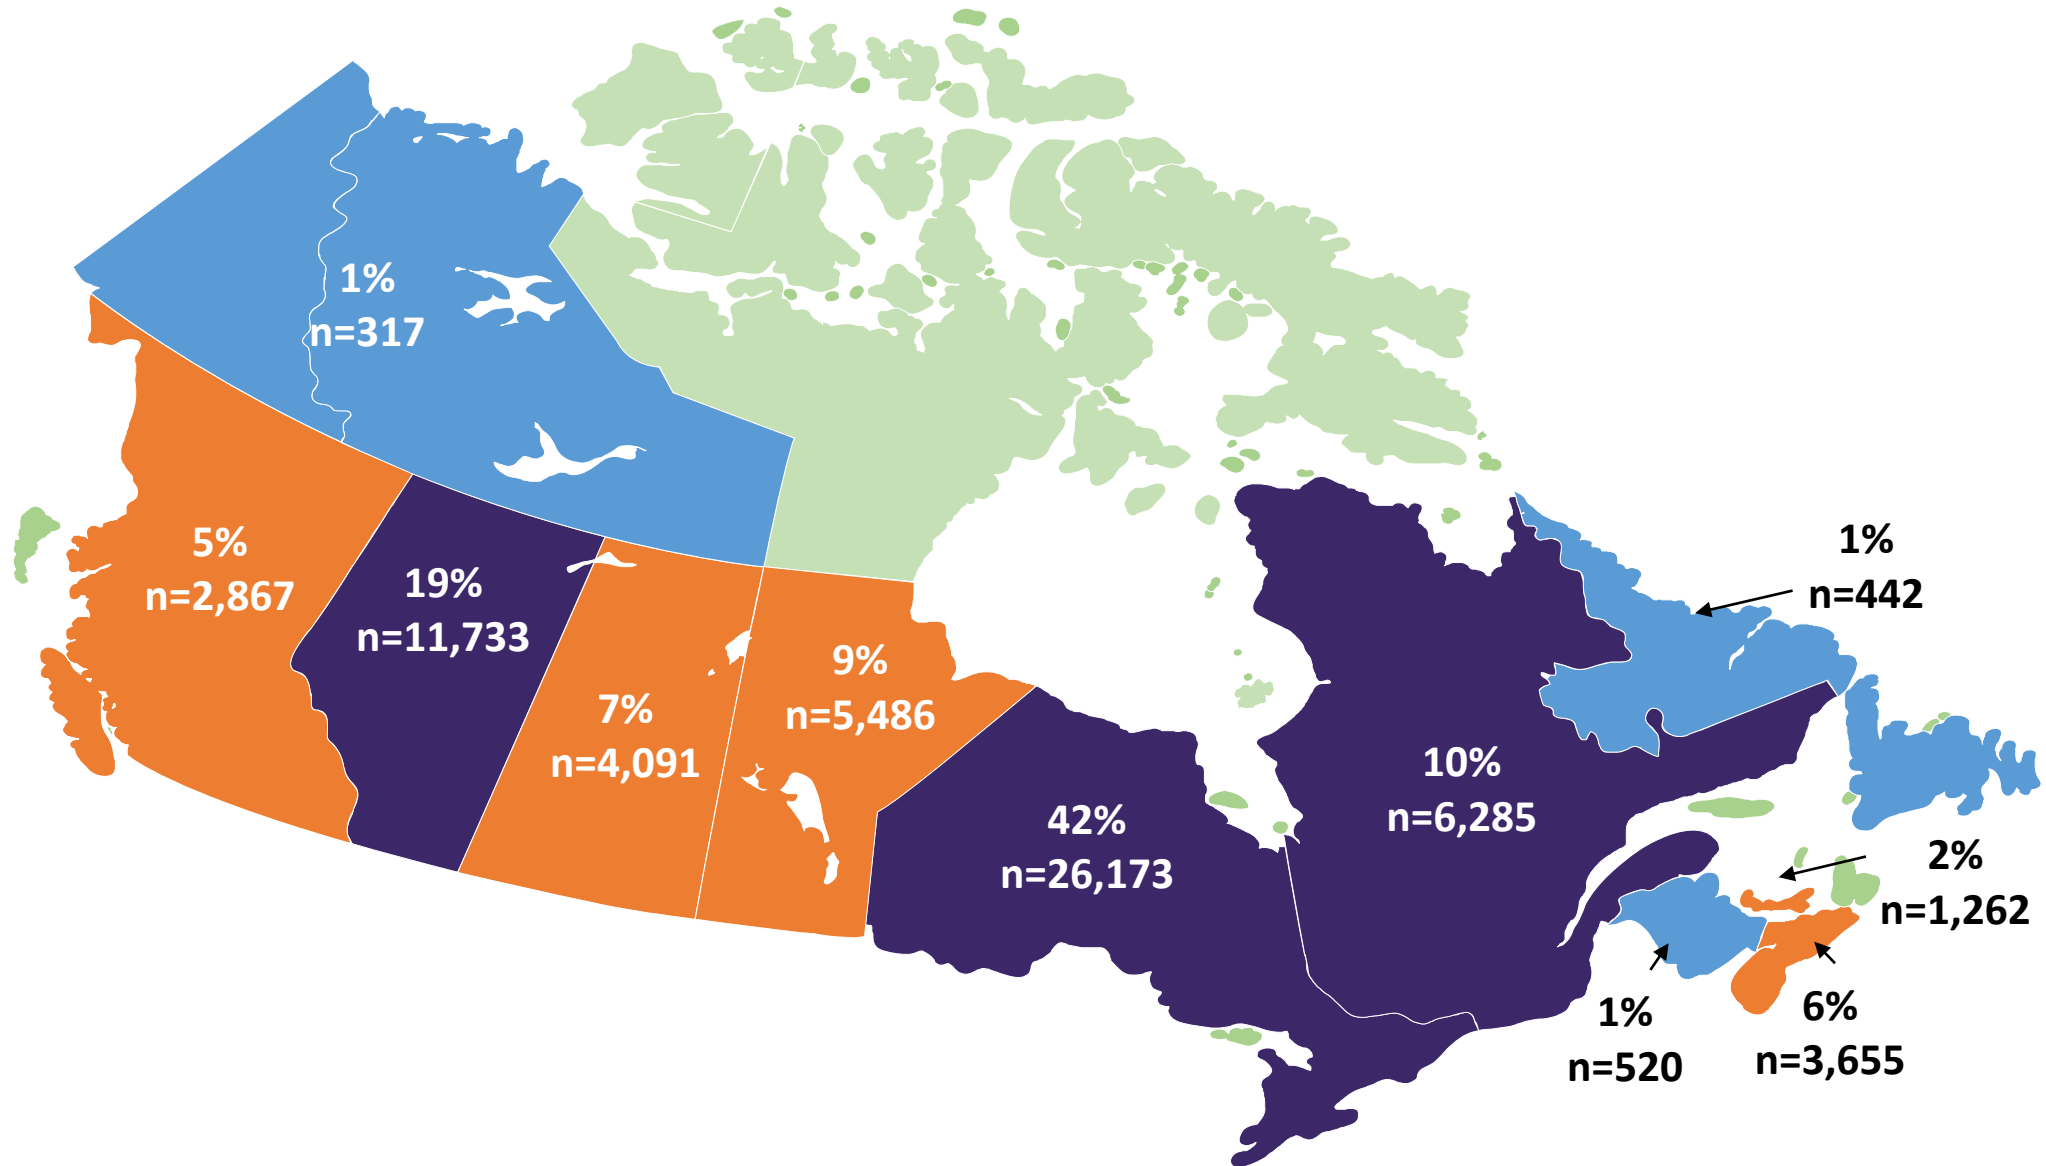 1%
n=317
5%
n=2,867
19%
n=11,733
7%
n=4,091
9%
n=5,486
42%
n=26,173
10%
n=6,285
1%
n=442
2%
n=1,262
1%
n=520
6%
n=3,655